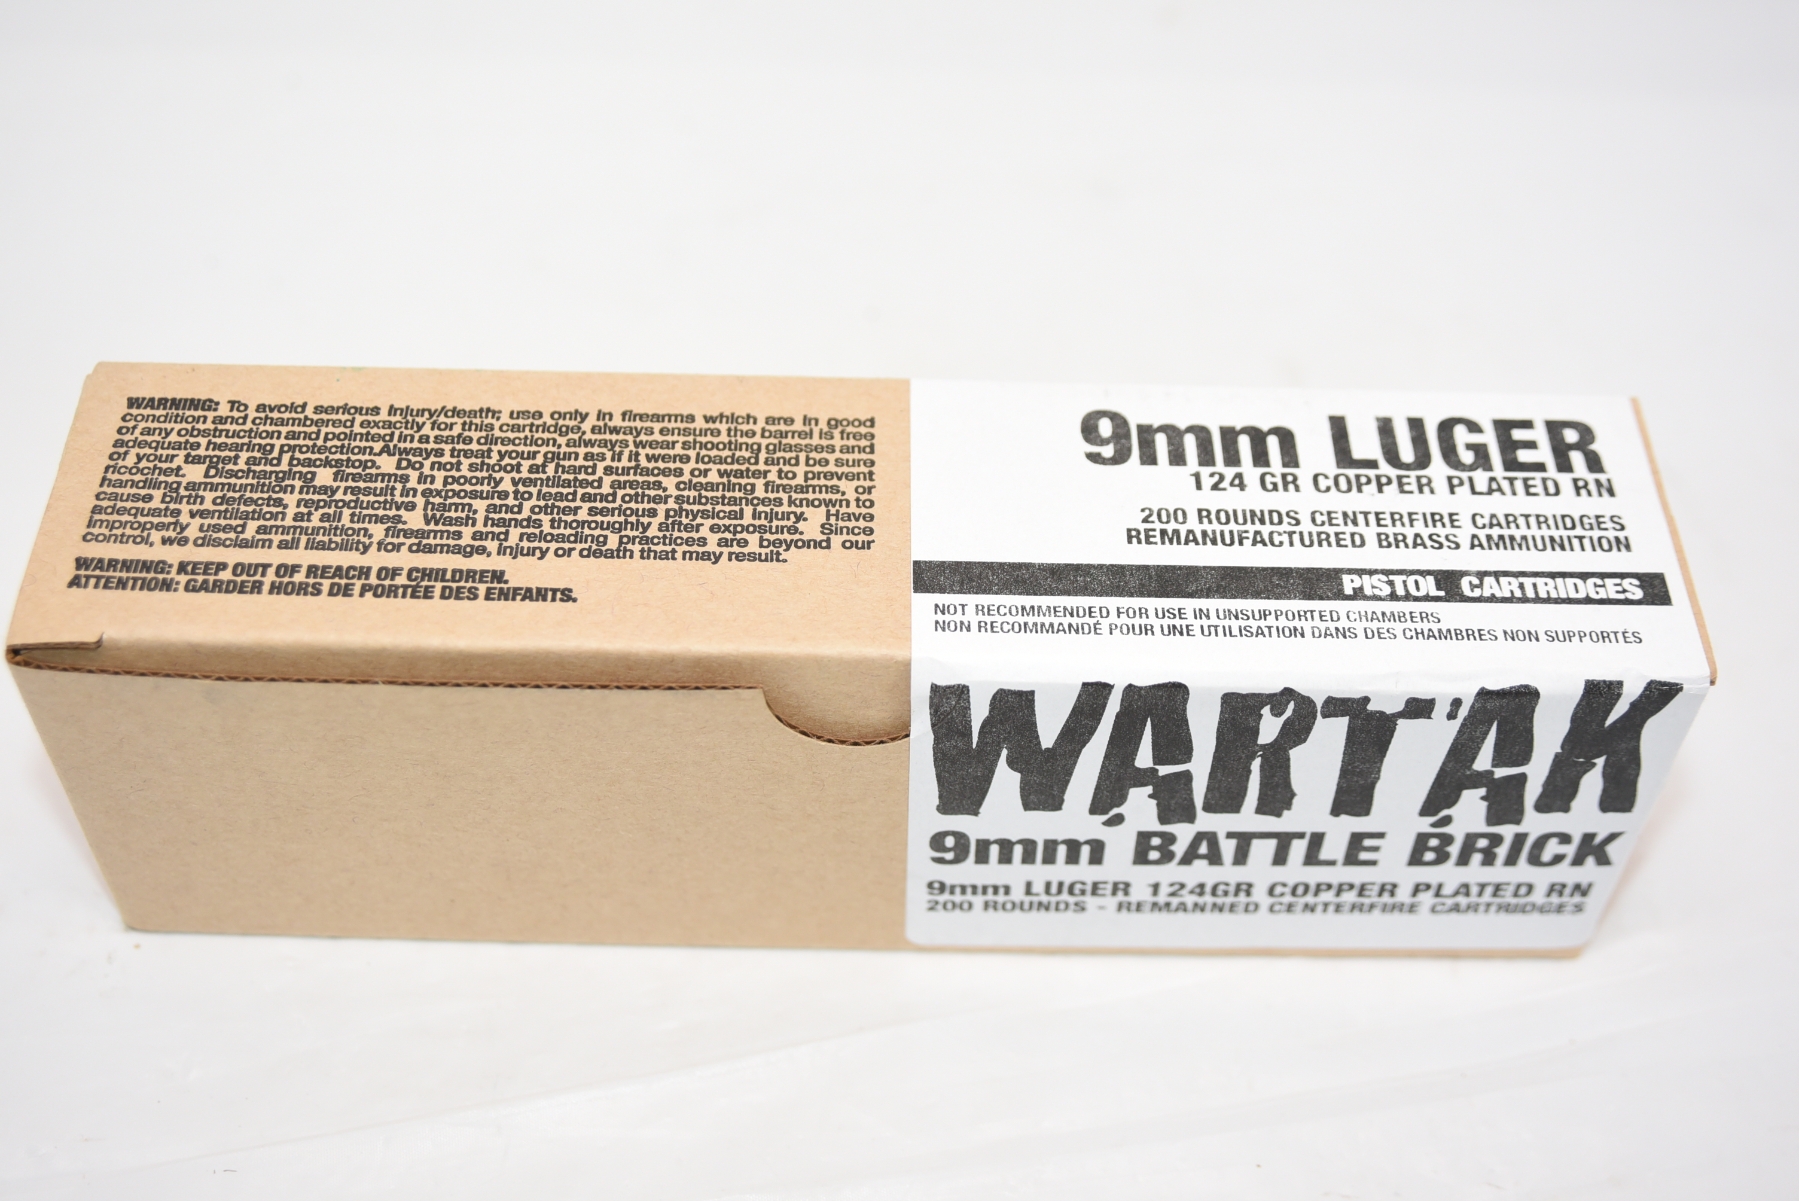 WARNING: To avoid serious injury/death; use only in firearms which are in good
condition and chambered exactly for this cartridge, always ensure the barrel is free
of any obstruction and pointed in a safe direction, always wear shooting glasses and
adequate hearing protection.Always treat your gun as if it were loaded and be sure
of your target and backstop. Do not shoot at hard surfaces or water to prevent
ricochet. Discharging firearms in poorly ventilated areas, cleaning firearms, or
handling ammunition may result in exposure to lead and other substances known to
cause birth defects, reproductive harm, and other serious physical injury. Have
adequate ventilation at all times. Wash hands thoroughly after exposure. Since
improperly used ammunition, firearms and reloading practices are beyond our
control, we disclaim all liability for damage, injury or death that may result.
WARNING: KEEP OUT OF REACH OF CHILDREN.
ATTENTION: GARDER HORS DE PORTÉE DES ENFANTS.
9mm LUGER
124 GR COPPER PLATED RN
200 ROUNDS CENTERFIRE CARTRIDGES
REMANUFACTURED BRASS AMMUNITION
PISTOL CARTRIDGES
NOT RECOMMENDED FOR USE IN UNSUPPORTED CHAMBERS
NON RECOMMANDÉ POUR UNE UTILISATION DANS DES CHAMBRES NON SUPPORTÉS
WARTAK
9mm BATTLE BRICK
9mm LUGER 124GR COPPER PLATED RN
200 ROUNDS - REMANNED CENTERFIRE CARTRIDGES